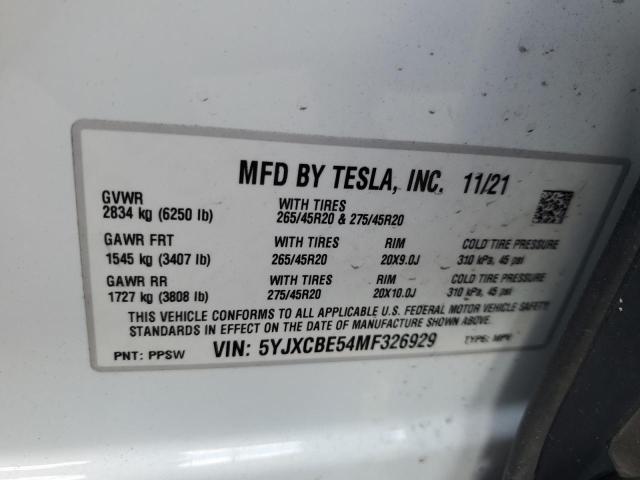 MFD BY TESLA, INC. 11/21
GVWR WITH TIRES
2834 kg (6250 lb) 265/45R20 & 275/45R20
GAWR FRT WITH TIRES RIM COLD TIRE PRESSURE
1545 kg (3407 lb) 265/45R20 20X9.0J 310 kPa, 45 psi
GAWR RR WITH TIRES RIM COLD TIRE PRESSURE
1727 kg (3808 lb) 275/45R20 20X10.0J 310 kPa, 45 psi
THIS VEHICLE CONFORMS TO ALL APPLICABLE U.S. FEDERAL MOTOR VEHICLE SAFETY
STANDARDS IN EFFECT ON THE DATE OF MANUFACTURE SHOWN ABOVE.
PNT: PPSW VIN: 5YJXCBE54MF326929 TYPE: MPV